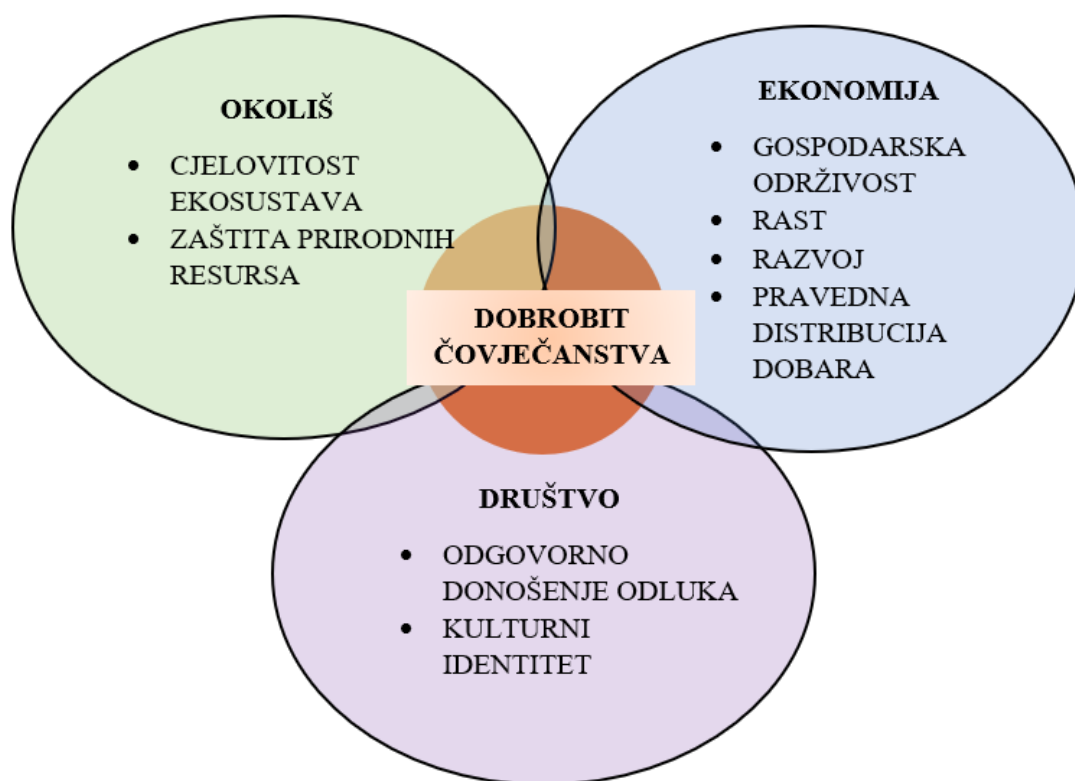 OKOLIŠ
• CJELOVITOST
EKOSUSTAVA
• ZAŠTITA PRIRODNIH
RESURSA
EKONOMIJA
• GOSPODARSKA
ODRŽIVOST
• RAST
• RAZVOJ
• PRAVEDNA
DISTRIBUCIJA
DOBARA
DOBROBIT
ČOVJEČANSTVA
DRUŠTVO
• ODGOVORNO
DONOŠENJE ODLUKA
• KULTURNI
IDENTITET